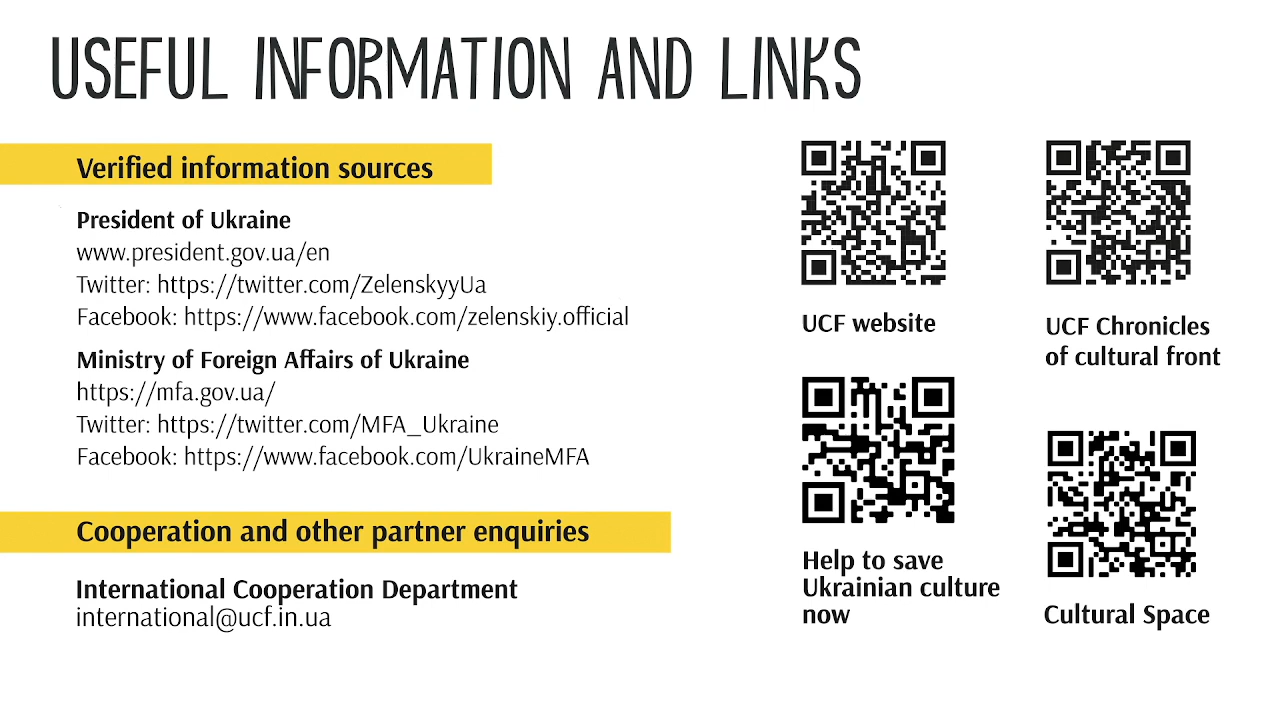 USEFUL INFORMATION AND LINKS
Verified information sources
President of Ukraine
www.president.gov.ua/en
Twitter: https://twitter.com/ZelenskyyUa
Facebook: https://www.facebook.com/zelenskiy.official
Ministry of Foreign Affairs of Ukraine
https://mfa.gov.ua/
Twitter: https://twitter.com/MFA_Ukraine
Facebook: https://www.facebook.com/UkraineMFA
Cooperation and other partner enquiries
International Cooperation Department
international@ucf.in.ua
UCF website
UCF Chronicles
of cultural front
Help to save
Ukrainian culture
now
Cultural Space